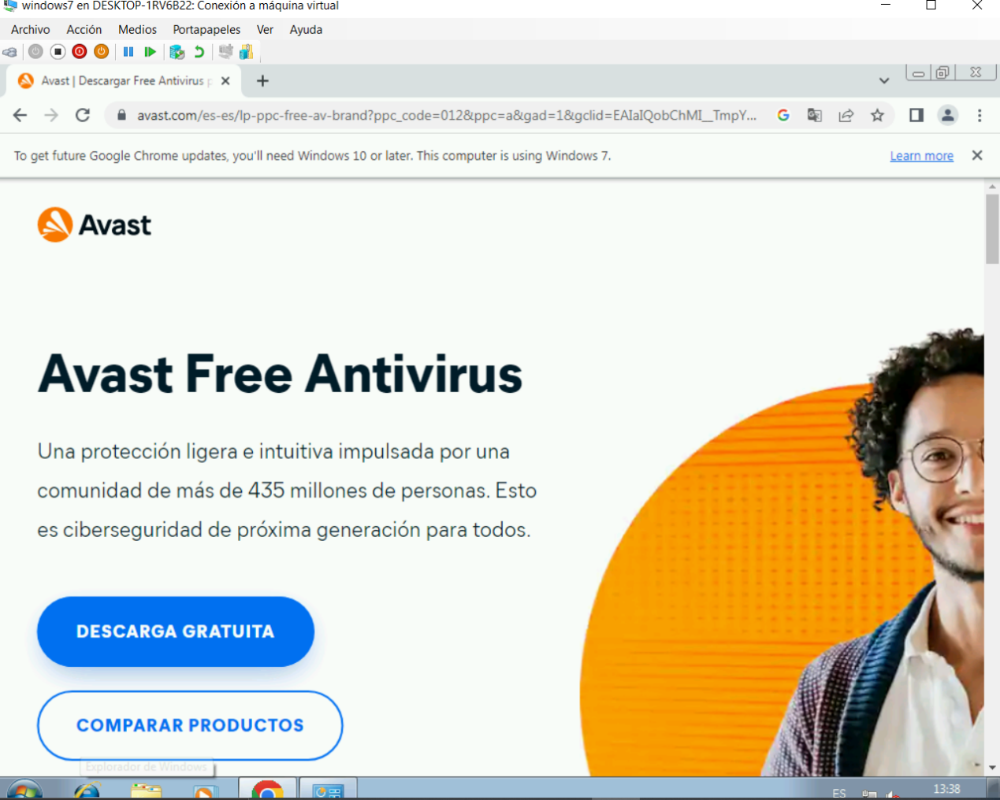 windows7 en DESKTOP-1RV6B22: Conexión a máquina virtual
Archivo Acción Medios Portapapeles Ver Ayuda
Avast | Descargar Free Antivirus p
avast.com/es-es/lp-ppc-free-av-brand?ppc_code=012&ppc=a&gad=1&gclid=EAIaIQobChMI__TmpY...
To get future Google Chrome updates, you'll need Windows 10 or later. This computer is using Windows 7. Learn more
Avast
Avast Free Antivirus
Una protección ligera e intuitiva impulsada por una
comunidad de más de 435 millones de personas. Esto
es ciberseguridad de próxima generación para todos.
DESCARGA GRATUITA
COMPARAR PRODUCTOS
Explorador de Windows
ES 13:38